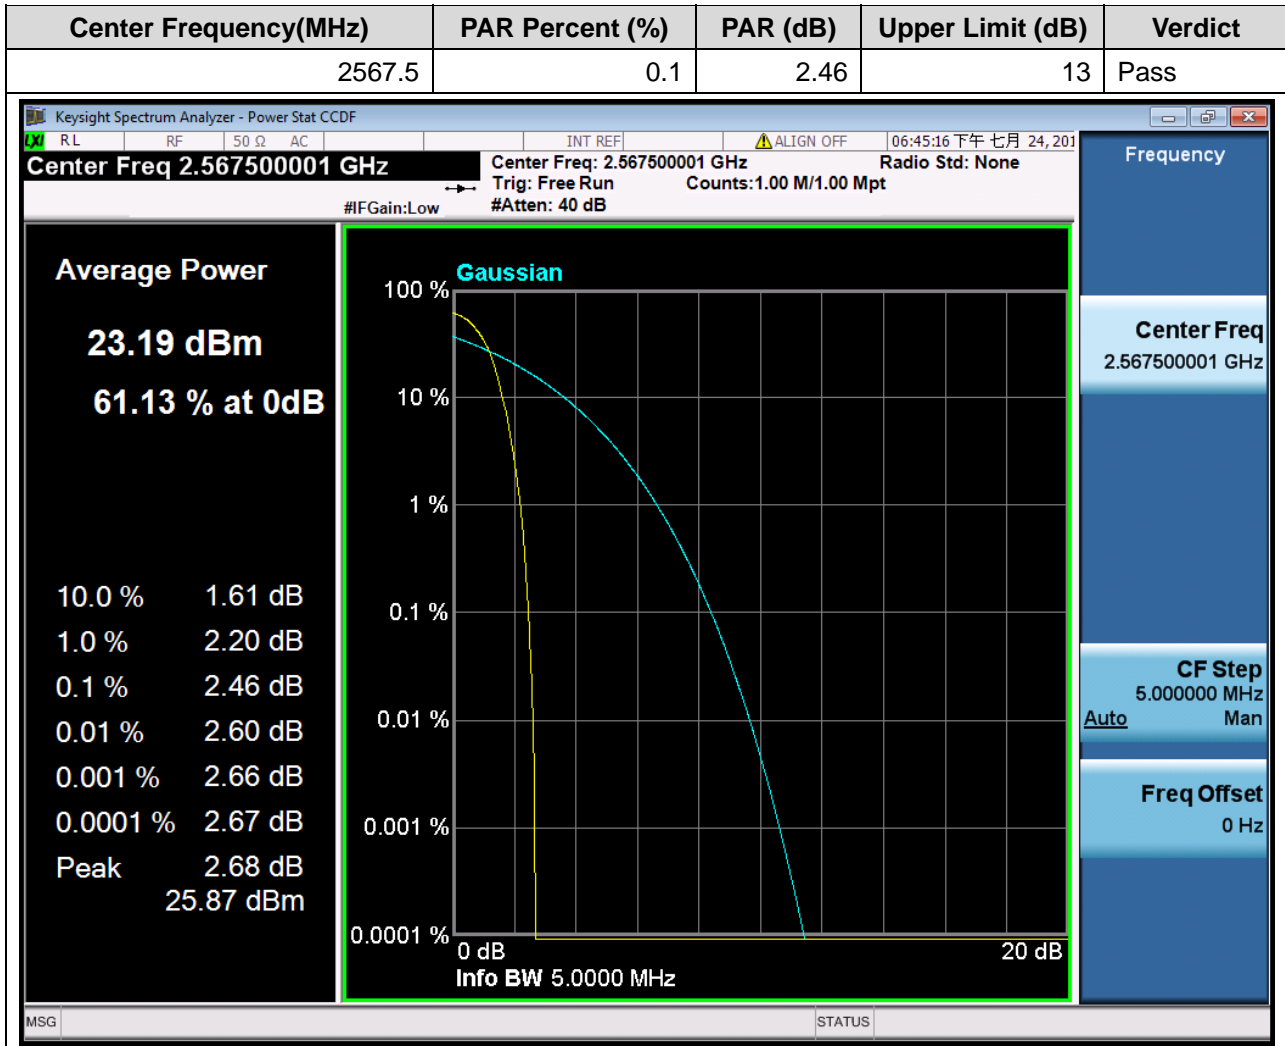 Center Frequency(MHz) PAR Percent (%) PAR (dB) Upper Limit (dB) Verdict
2567.5 0.1 2.46 13 Pass
Keysight Spectrum Analyzer - Power Stat CCDF
LXI RL RF 50 Ω AC INT REF ALIGN OFF 06:45:16 下午 七月 24, 201
Center Freq 2.567500001 GHz
Center Freq: 2.567500001 GHz Radio Std: None
Trig: Free Run Counts:1.00 M/1.00 Mpt
#IFGain:Low #Atten: 40 dB
Average Power
23.19 dBm
61.13 % at 0dB
10.0 % 1.61 dB
1.0 % 2.20 dB
0.1 % 2.46 dB
0.01 % 2.60 dB
0.001 % 2.66 dB
0.0001 % 2.67 dB
Peak 2.68 dB
25.87 dBm
Gaussian
100 %
10 %
1 %
0.1 %
0.01 %
0.001 %
0.0001 %
0 dB 20 dB
Info BW 5.0000 MHz
Frequency
Center Freq
2.567500001 GHz
CF Step
5.000000 MHz
Auto Man
Freq Offset
0 Hz
MSG STATUS